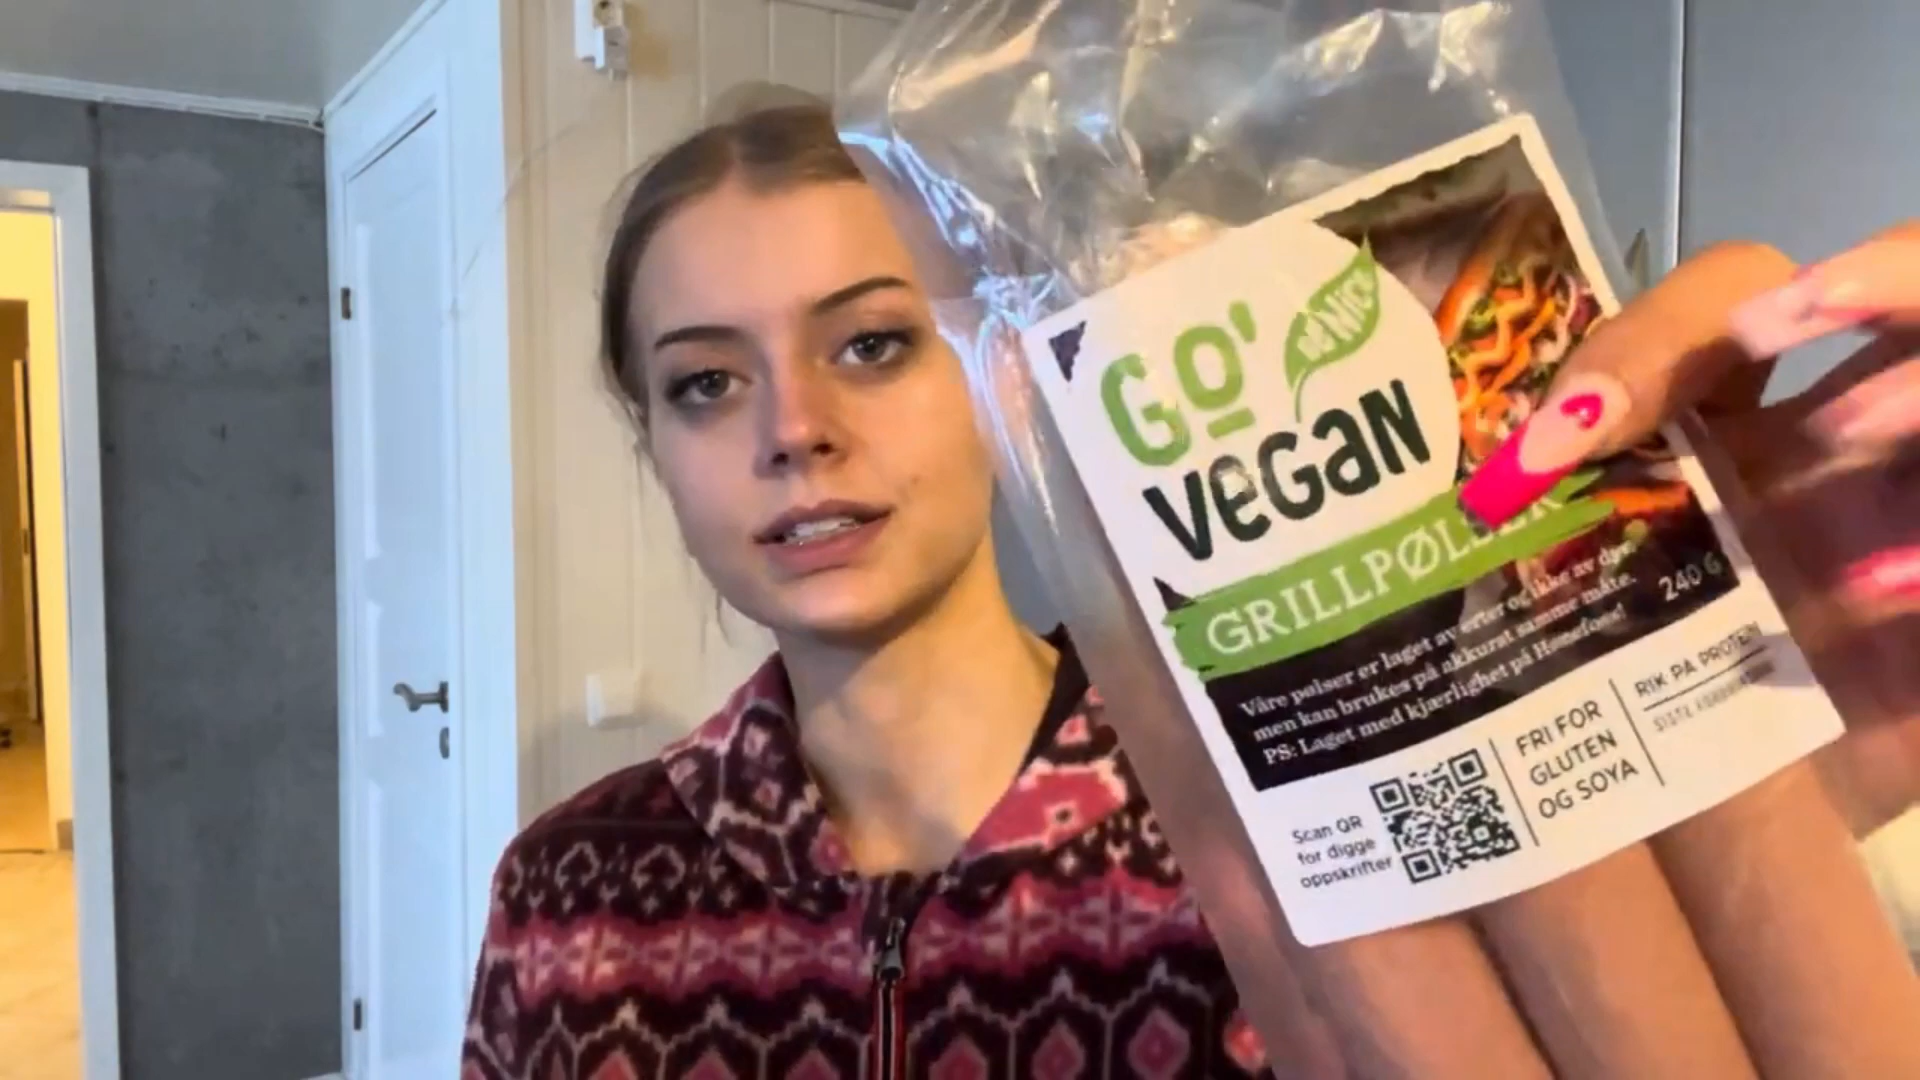 GO'
VEGAN
GRILLPØLSER
Våre pølser er laget av erter og ikke av dyr,
men kan brukes på akkurat samme måte.
PS: Laget med kjærlighet på Hønefoss!
240 G
Scan QR
for digge
oppskrifter
FRI FOR
GLUTEN
OG SOYA
RIK PÅ PROTEIN